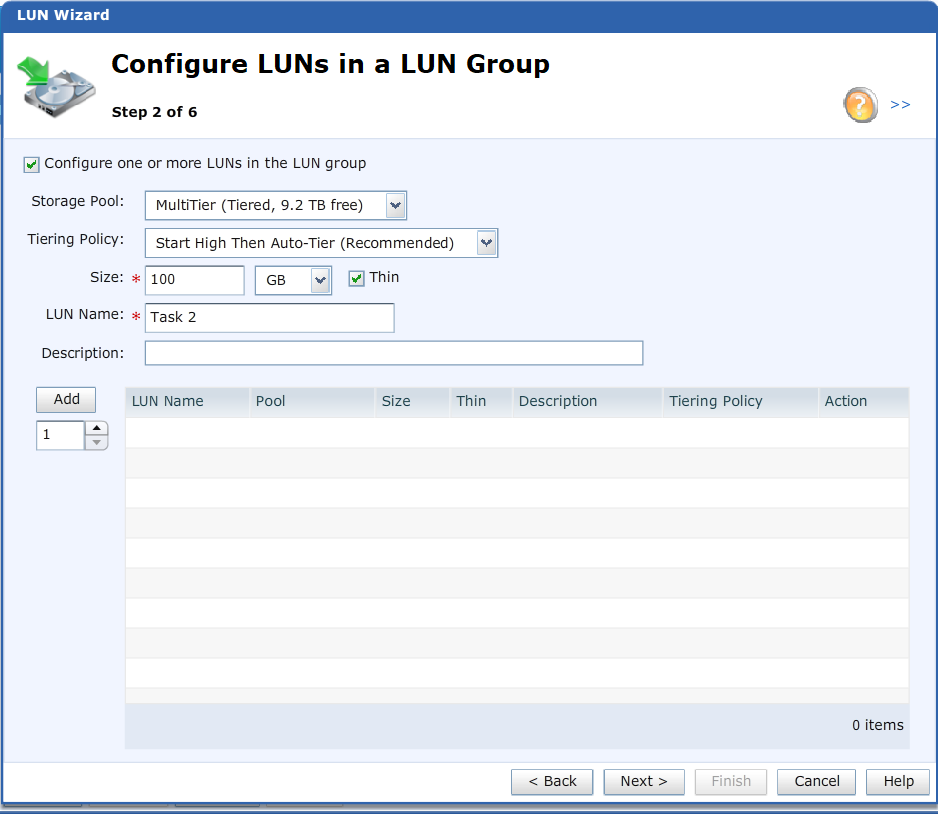 LUN Wizard
Configure LUNs in a LUN Group
Step 2 of 6
? >>
Configure one or more LUNs in the LUN group
Storage Pool: MultiTier (Tiered, 9.2 TB free)
Tiering Policy: Start High Then Auto-Tier (Recommended)
Size: * 100 GB Thin
LUN Name: * Task 2
Description:
Add LUN Name Pool Size Thin Description Tiering Policy Action
1
0 items
< Back Next > Finish Cancel Help